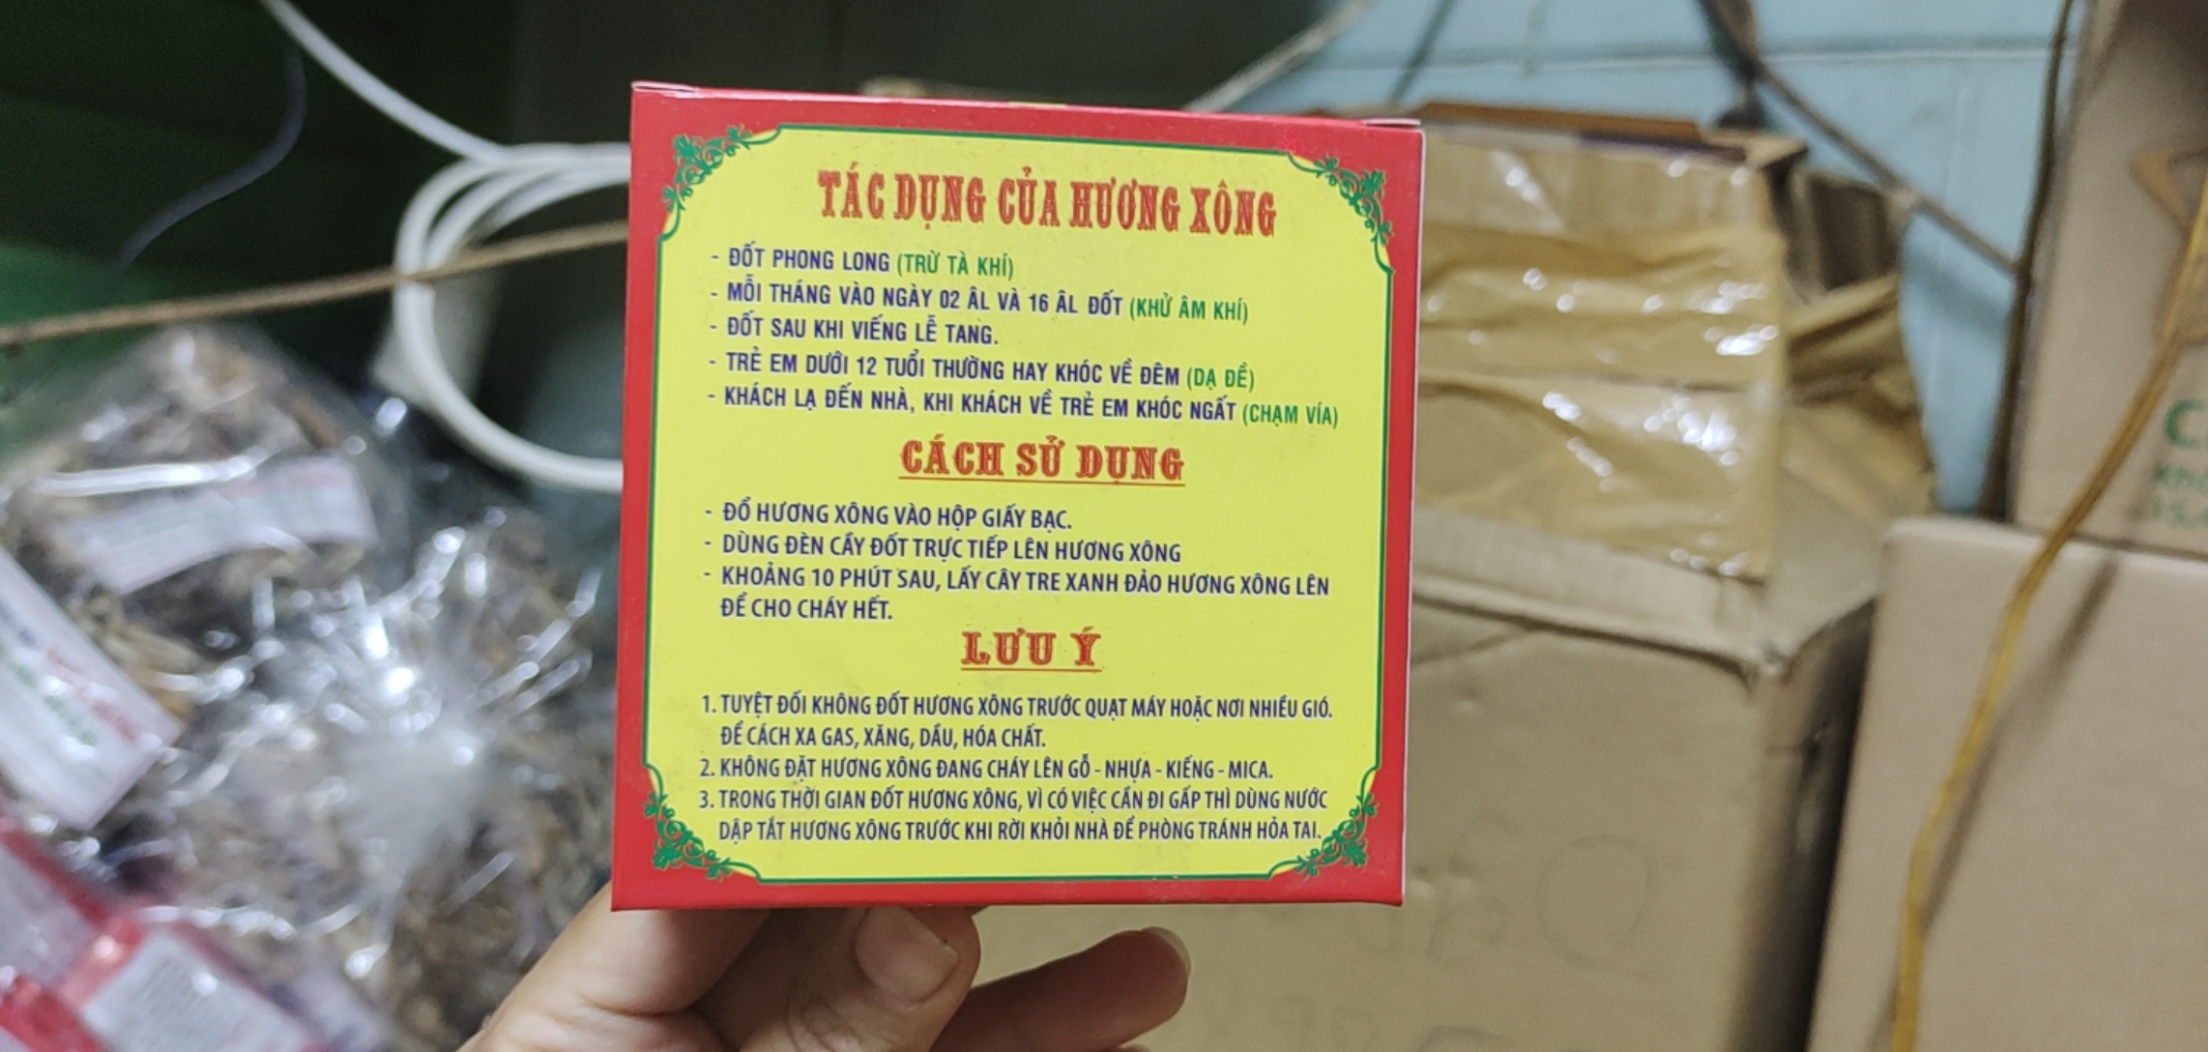 TÁC DỤNG CỦA HƯƠNG XÔNG
- ĐỐT PHONG LONG (TRỪ TÀ KHÍ)
- MỖI THÁNG VÀO NGÀY 02 ÂL VÀ 16 ÂL ĐỐT (KHỬ ÂM KHÍ)
- ĐỐT SAU KHI VIẾNG LỄ TANG.
- TRẺ EM DƯỚI 12 TUỔI THƯỜNG HAY KHÓC VỀ ĐÊM (DẠ ĐỀ)
- KHÁCH LẠ ĐẾN NHÀ, KHI KHÁCH VỀ TRẺ EM KHÓC NGẤT (CHẠM VÍA)
CÁCH SỬ DỤNG
- ĐỔ HƯƠNG XÔNG VÀO HỘP GIẤY BẠC.
- DÙNG ĐÈN CẦY ĐỐT TRỰC TIẾP LÊN HƯƠNG XÔNG
- KHOẢNG 10 PHÚT SAU, LẤY CÂY TRE XANH ĐẢO HƯƠNG XÔNG LÊN
ĐỂ CHO CHÁY HẾT.
LƯU Ý
1. TUYỆT ĐỐI KHÔNG ĐỐT HƯƠNG XÔNG TRƯỚC QUẠT MÁY HOẶC NƠI NHIỀU GIÓ.
ĐỂ CÁCH XA GAS, XĂNG, DẦU, HÓA CHẤT.
2. KHÔNG ĐẶT HƯƠNG XÔNG ĐANG CHÁY LÊN GỖ - NHỰA - KIẾNG - MICA.
3. TRONG THỜI GIAN ĐỐT HƯƠNG XÔNG, VÌ CÓ VIỆC CẦN ĐI GẤP THÌ DÙNG NƯỚC
DẬP TẮT HƯƠNG XÔNG TRƯỚC KHI RỜI KHỎI NHÀ ĐỂ PHÒNG TRÁNH HỎA TAI.